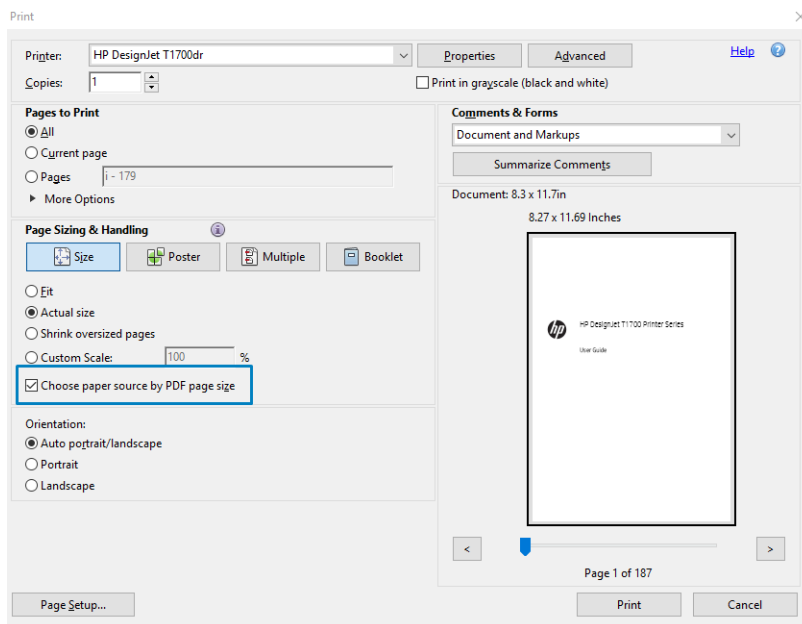 Print
Printer: HP DesignJet T1700dr Properties Advanced Help ?
Copies: 1 Print in grayscale (black and white)
Pages to Print
All
Current page
Pages i - 179
More Options
Page Sizing & Handling i
Size Poster Multiple Booklet
Fit
Actual size
Shrink oversized pages
Custom Scale: 100 %
Choose paper source by PDF page size
Orientation:
Auto portrait/landscape
Portrait
Landscape
Comments & Forms
Document and Markups
Summarize Comments
Document: 8.3 x 11.7in
8.27 x 11.69 Inches
hp HP DesignJet T1700 Printer Series
User Guide
< >
Page 1 of 187
Page Setup... Print Cancel